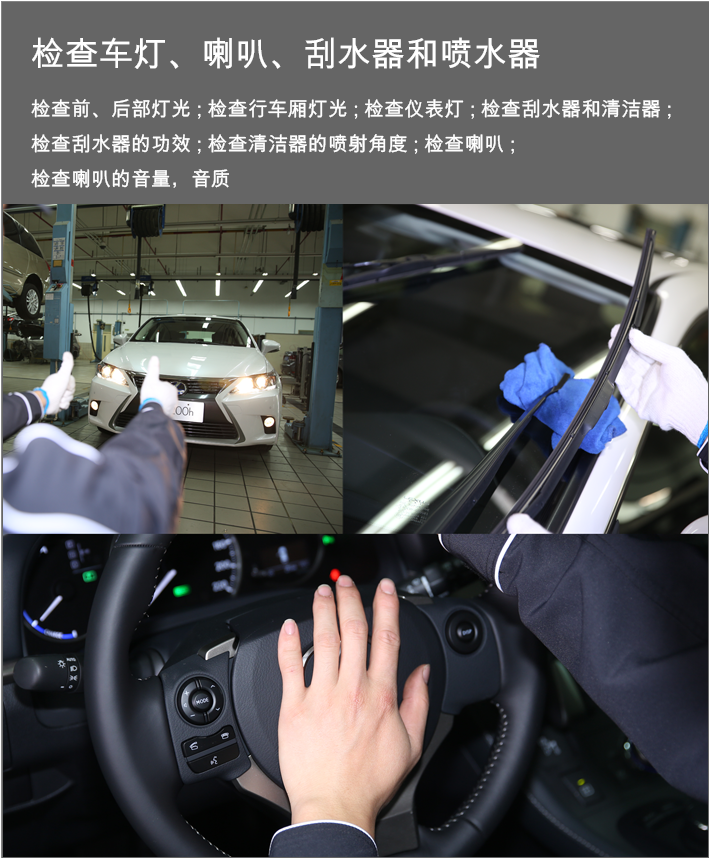 检查车灯、喇叭、刮水器和喷水器
检查前、后部灯光；检查行车厢灯光；检查仪表灯；检查刮水器和清洁器；
检查刮水器的功效；检查清洁器的喷射角度；检查喇叭；
检查喇叭的音量，音质
00h
MODE